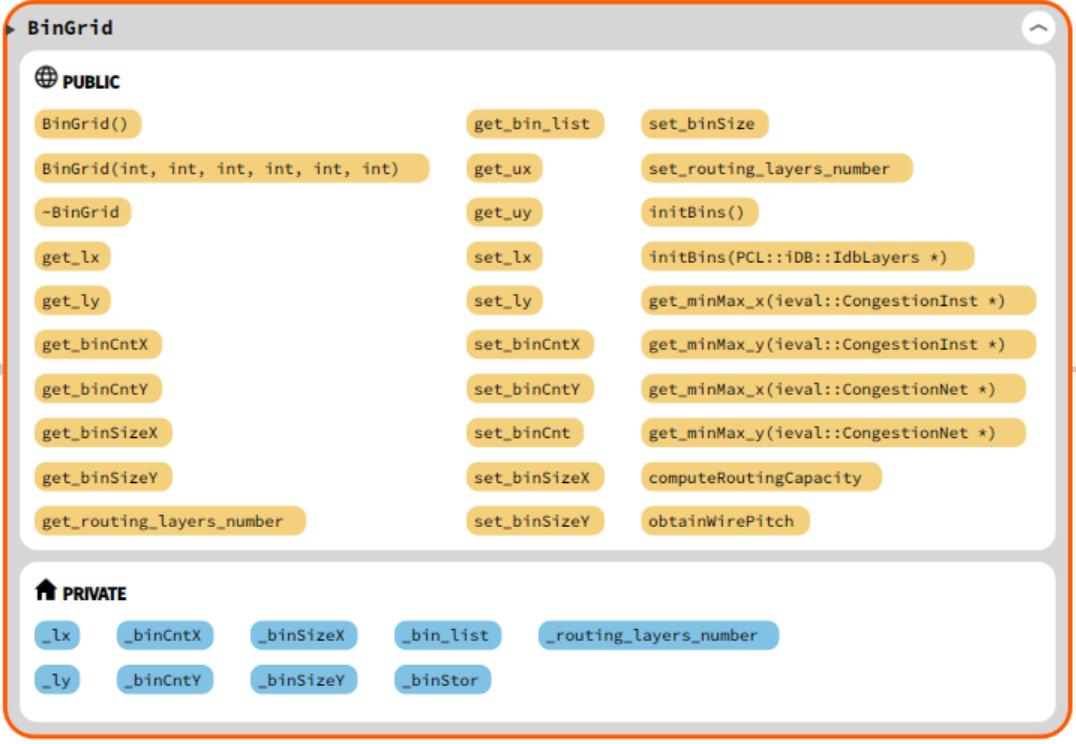 BinGrid
PUBLIC
BinGrid() get_bin_list set_binSize
BinGrid(int, int, int, int, int, int) get_ux set_routing_layers_number
~BinGrid get_uy initBins()
get_lx set_lx initBins(PCL::iDB::IdbLayers *)
get_ly set_ly get_minMax_x(ieval::CongestionInst *)
get_binCntX set_binCntX get_minMax_y(ieval::CongestionInst *)
get_binCntY set_binCntY get_minMax_x(ieval::CongestionNet *)
get_binSizeX set_binCnt get_minMax_y(ieval::CongestionNet *)
get_binSizeY set_binSizeX computeRoutingCapacity
get_routing_layers_number set_binSizeY obtainWirePitch
PRIVATE
_lx _binCntX _binSizeX _bin_list _routing_layers_number
_ly _binCntY _binSizeY _binStor